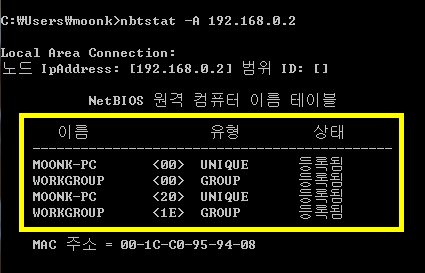 C:₩Users₩moonk>nbtstat -A 192.168.0.2
Local Area Connection:
노드 IpAddress: [192.168.0.2] 범위 ID: []
NetBIOS 원격 컴퓨터 이름 테이블
이름 유형 상태
---------------------------------------------
MOONK-PC <00> UNIQUE 등록됨
WORKGROUP <00> GROUP 등록됨
MOONK-PC <20> UNIQUE 등록됨
WORKGROUP <1E> GROUP 등록됨
MAC 주소 = 00-1C-C0-95-94-08